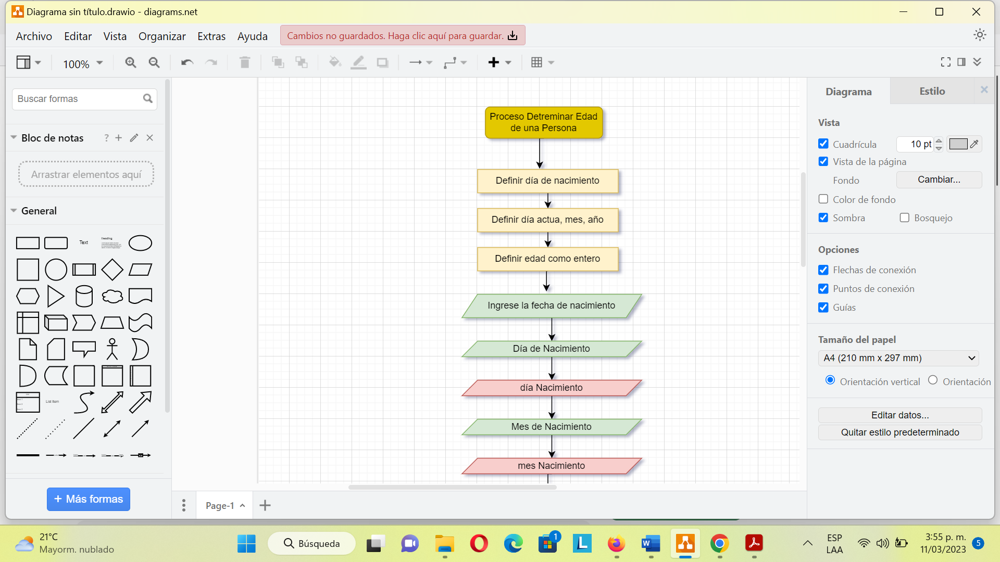 Diagrama sin título.drawio - diagrams.net
Archivo Editar Vista Organizar Extras Ayuda Cambios no guardados. Haga clic aquí para guardar.
100%
Buscar formas
Bloc de notas ?
Arrastrar elementos aquí
General
Text
Heading
List
List Item
+ Más formas
Proceso Detreminar Edad
de una Persona
Definir día de nacimiento
Definir día actua, mes, año
Definir edad como entero
Ingrese la fecha de nacimiento
Día de Nacimiento
día Nacimiento
Mes de Nacimiento
mes Nacimiento
Page-1
Diagrama Estilo
Vista
Cuadrícula 10 pt
Vista de la página
Fondo Cambiar...
Color de fondo
Sombra Bosquejo
Opciones
Flechas de conexión
Puntos de conexión
Guías
Tamaño del papel
A4 (210 mm x 297 mm)
Orientación vertical Orientación
Editar datos...
Quitar estilo predeterminado
21°C
Mayorm. nublado
Búsqueda
1
L
W
ESP
LAA
3:55 p. m.
11/03/2023
5